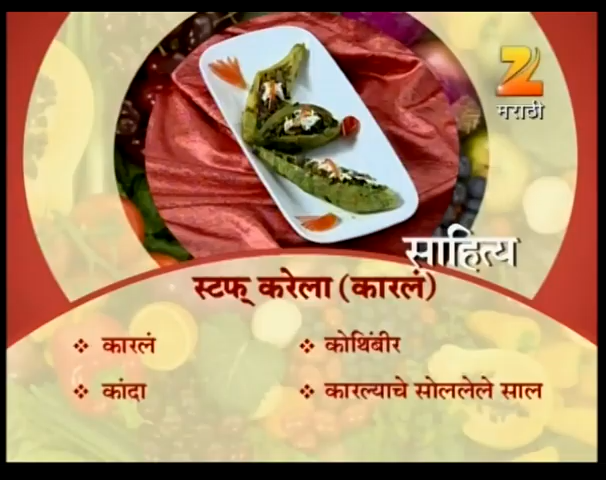 मराठी
साहित्य
स्टफ् करेला (कारलं)
❖ कारलं
❖ कोथिंबीर
❖ कांदा
❖ कारल्याचे सोललेले साल